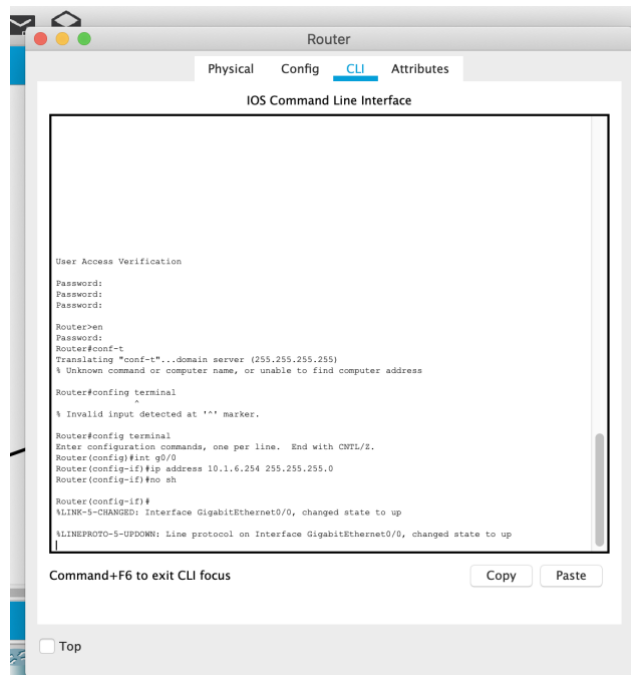 Router
Physical Config CLI Attributes
IOS Command Line Interface
User Access Verification
Password:
Password:
Password:
Router>en
Password:
Router#conf-t
Translating "conf-t"...domain server (255.255.255.255)
% Unknown command or computer name, or unable to find computer address
Router#confing terminal
^
% Invalid input detected at '^' marker.
Router#config terminal
Enter configuration commands, one per line.  End with CNTL/Z.
Router(config)#int g0/0
Router(config-if)#ip address 10.1.6.254 255.255.255.0
Router(config-if)#no sh
Router(config-if)#
%LINK-5-CHANGED: Interface GigabitEthernet0/0, changed state to up
%LINEPROTO-5-UPDOWN: Line protocol on Interface GigabitEthernet0/0, changed state to up
Command+F6 to exit CLI focus
Copy Paste
Top